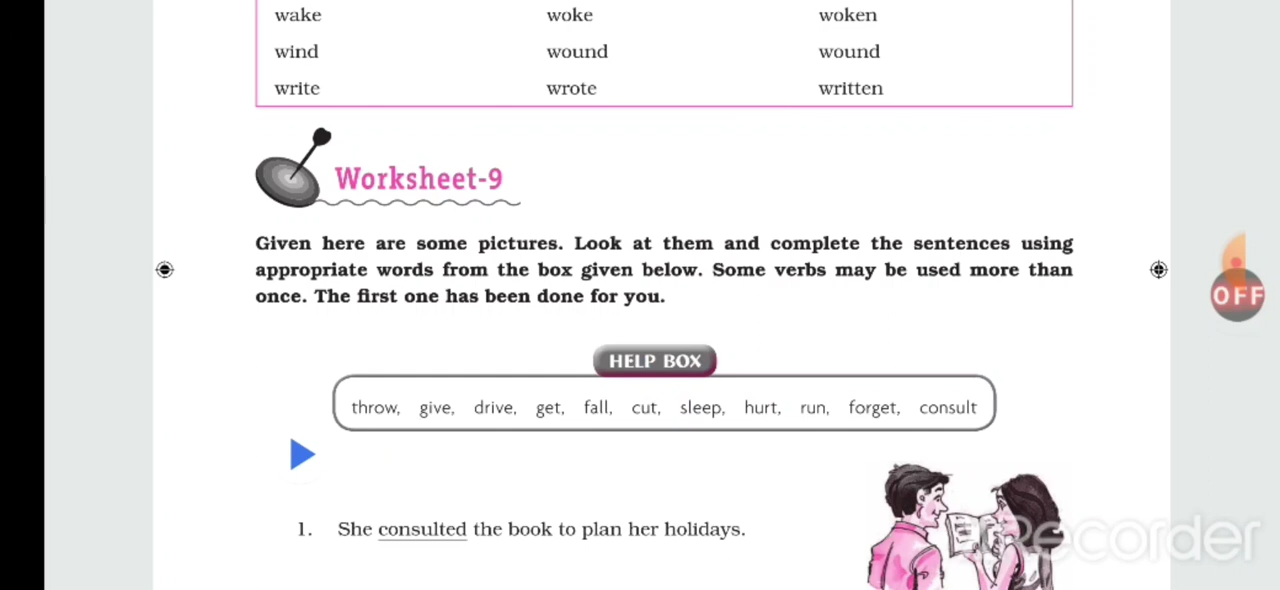 wake woke woken
wind wound wound
write wrote written
Worksheet-9
Given here are some pictures. Look at them and complete the sentences using
appropriate words from the box given below. Some verbs may be used more than
once. The first one has been done for you.
OFF
HELP BOX
throw, give, drive, get, fall, cut, sleep, hurt, run, forget, consult
1. She consulted the book to plan her holidays.
Recorder